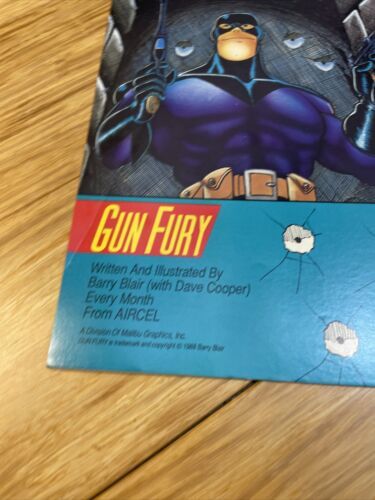 GUN FURY
Written And Illustrated By
Barry Blair (with Dave Cooper)
Every Month
From AIRCEL
A Division Of Malibu Graphics, Inc.
GUN FURY is trademark and copyright © 1988 Barry Blair